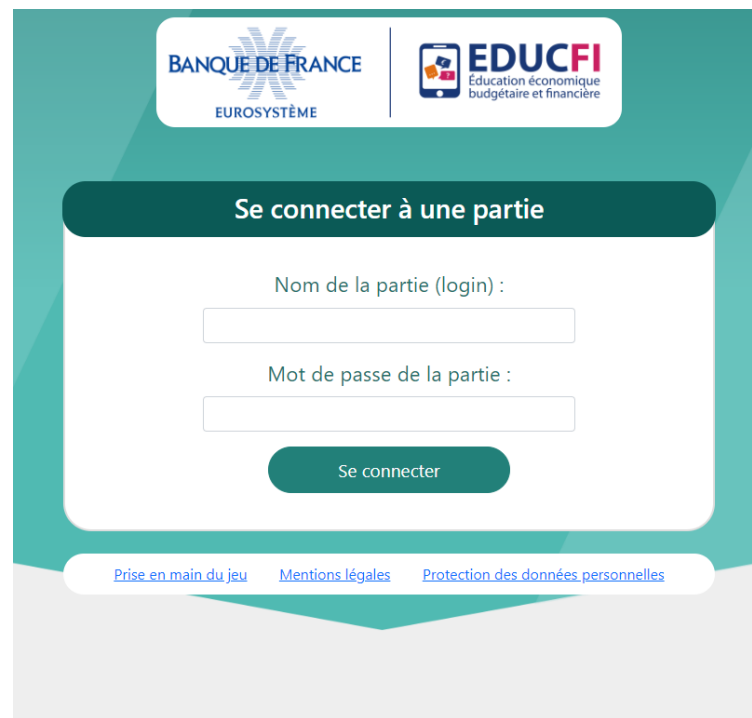 BANQUE DE FRANCE
EUROSYSTÈME
EDUCFI
Éducation économique
budgétaire et financière
Se connecter à une partie
Nom de la partie (login) :
Mot de passe de la partie :
Se connecter
Prise en main du jeu Mentions légales Protection des données personnelles